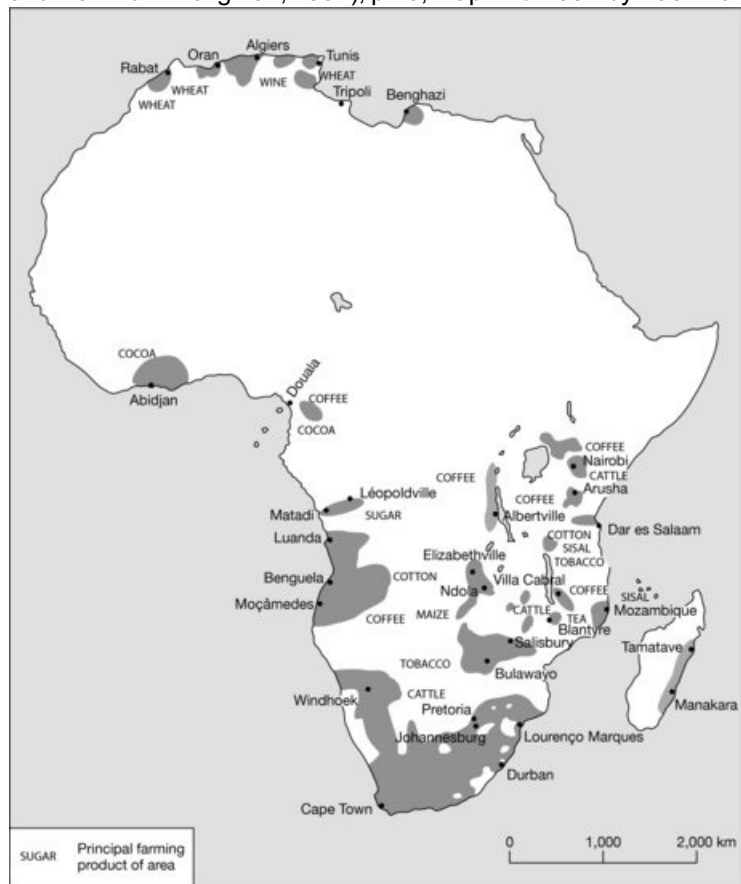 Algiers
Oran
Tunis
Rabat
WHEAT
WINE
WHEAT
Tripoli
Benghazi
WHEAT
COCOA
Abidjan
Douala
COFFEE
COCOA
COFFEE
Nairobi
CATTLE
COFFEE
Arusha
COFFEE
Léopoldville
Matadi
SUGAR
Albertville
Dar es Salaam
Luanda
COTTON
SISAL
Elizabethville
TOBACCO
Benguela
COTTON
Villa Cabral
Ndola
COFFEE
SISAL
Moçâmedes
Mozambique
COFFEE
MAIZE
CATTLE
TEA
Blantyre
Salisbury
Tamatave
TOBACCO
Bulawayo
Windhoek
CATTLE
Manakara
Pretoria
Johannesburg
Lourenço Marques
Durban
Cape Town
SUGAR
Principal farming
product of area
0
1,000
2,000 km